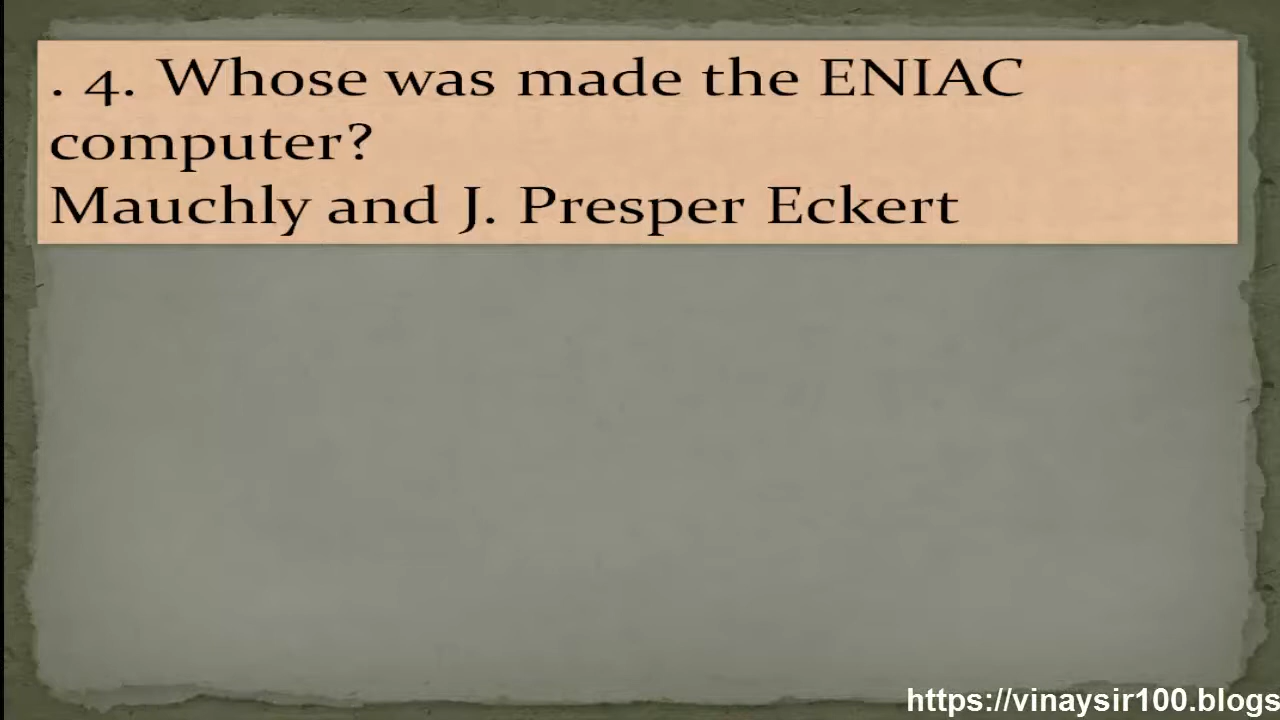 . 4. Whose was made the ENIAC
computer?
Mauchly and J. Presper Eckert
https://vinaysir100.blogs